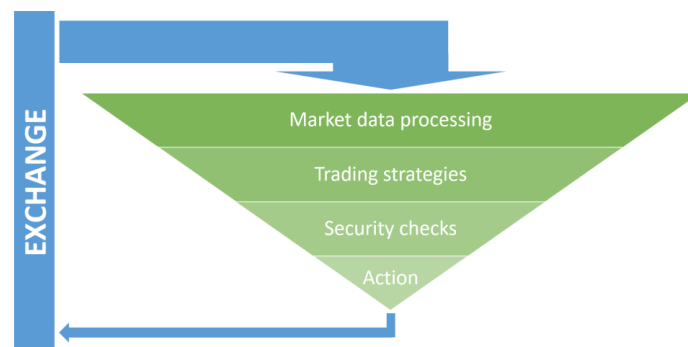 EXCHANGE
Market data processing
Trading strategies
Security checks
Action